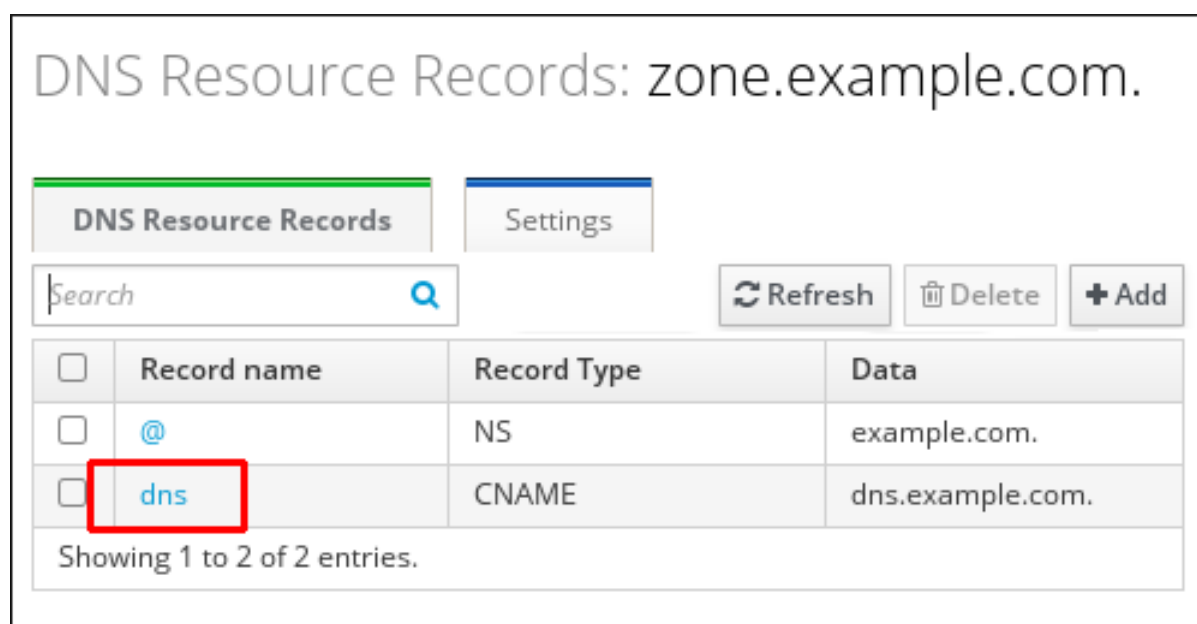 DNS Resource Records: zone.example.com.
DNS Resource Records Settings
Search Refresh Delete Add
Record name Record Type Data
@ NS example.com.
dns CNAME dns.example.com.
Showing 1 to 2 of 2 entries.